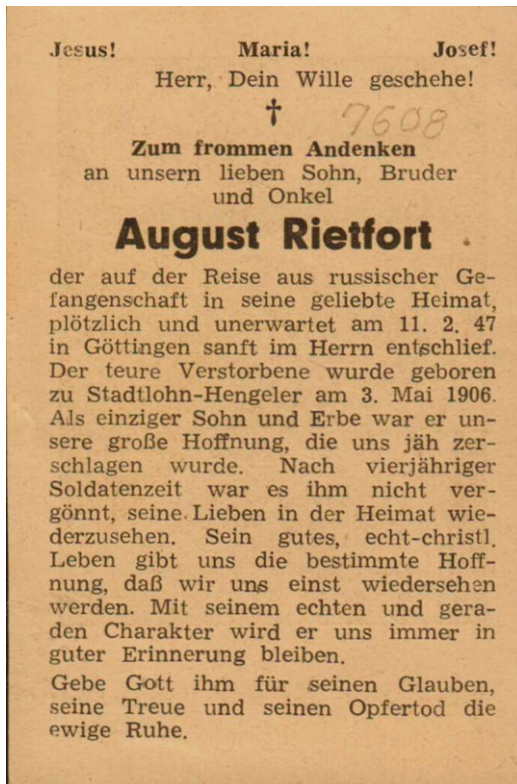 Jesus! Maria! Josef!
Herr, Dein Wille geschehe!
†
7608
Zum frommen Andenken
an unsern lieben Sohn, Bruder
und Onkel
August Rietfort
der auf der Reise aus russischer Ge-
fangenschaft in seine geliebte Heimat,
plötzlich und unerwartet am 11. 2. 47
in Göttingen sanft im Herrn entschlief.
Der teure Verstorbene wurde geboren
zu Stadtlohn-Hengeler am 3. Mai 1906.
Als einziger Sohn und Erbe war er un-
sere große Hoffnung, die uns jäh zer-
schlagen wurde. Nach vierjähriger
Soldatenzeit war es ihm nicht ver-
gönnt, seine Lieben in der Heimat wie-
derzusehen. Sein gutes, echt-christl.
Leben gibt uns die bestimmte Hoff-
nung, daß wir uns einst wiedersehen
werden. Mit seinem echten und gera-
den Charakter wird er uns immer in
guter Erinnerung bleiben.
Gebe Gott ihm für seinen Glauben,
seine Treue und seinen Opfertod die
ewige Ruhe.